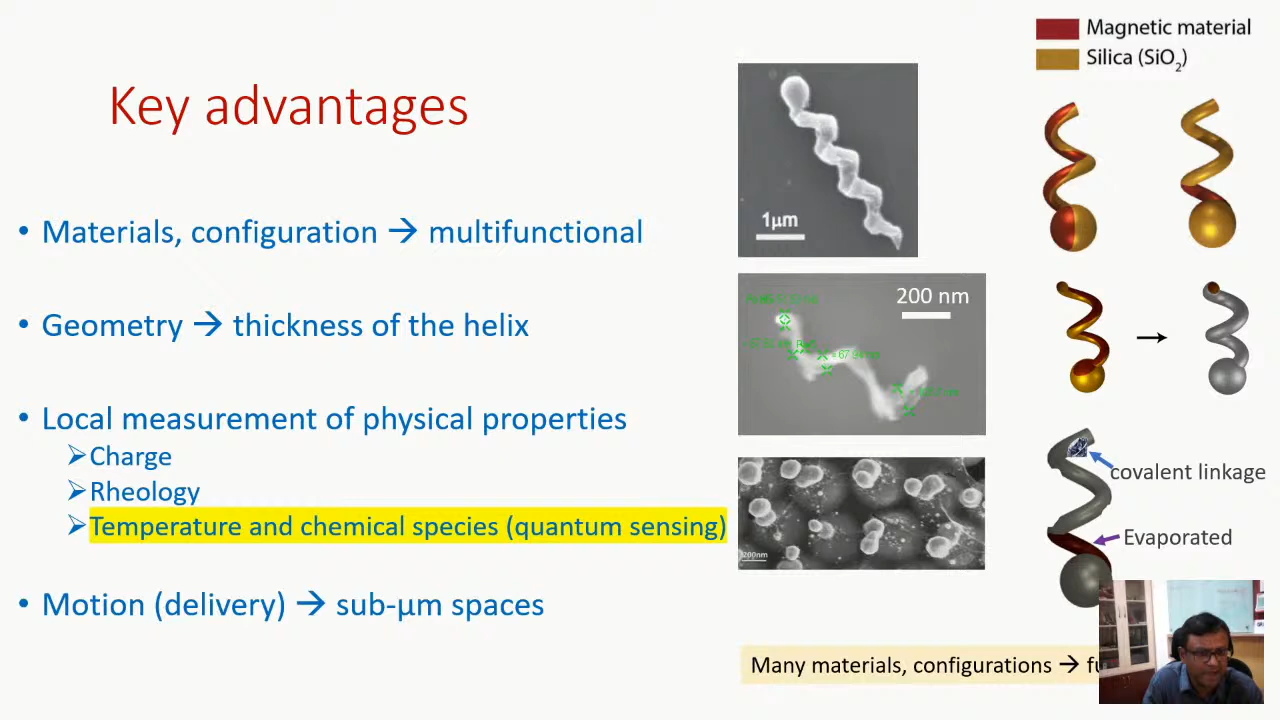 Key advantages
• Materials, configuration → multifunctional
• Geometry → thickness of the helix
• Local measurement of physical properties
➢Charge
➢Rheology
➢Temperature and chemical species (quantum sensing)
• Motion (delivery) → sub-μm spaces
1μm
200 nm
200nm
Magnetic material
Silica (SiO₂)
→
covalent linkage
Evaporated
Many materials, configurations →